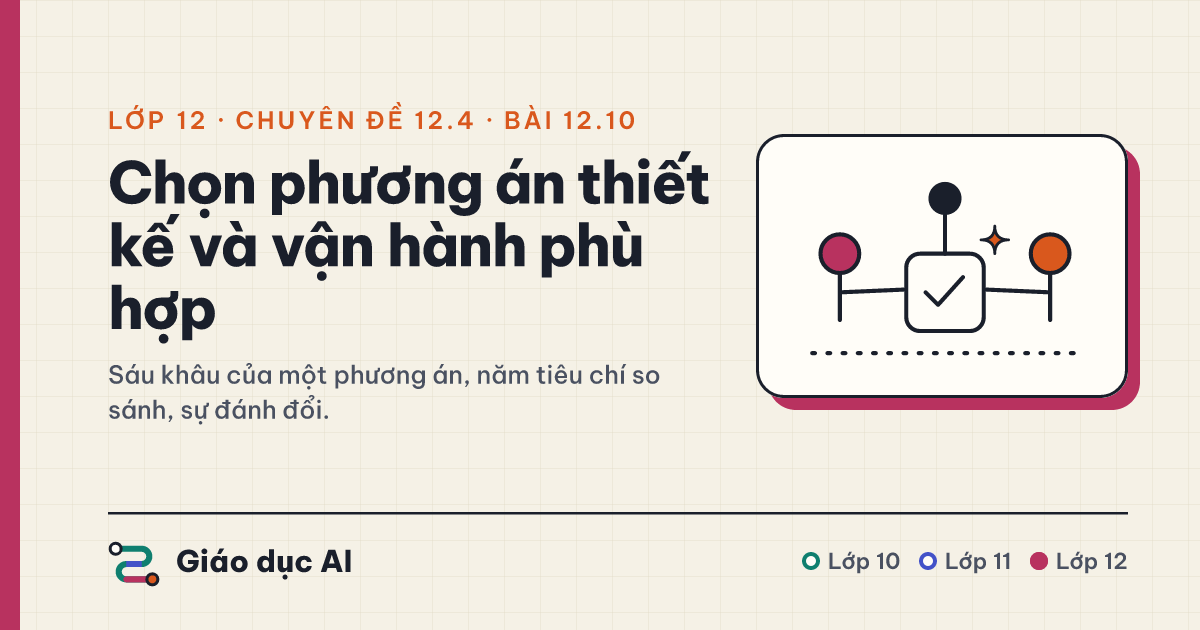 LỚP 12 · CHUYÊN ĐỀ 12.4 · BÀI 12.10
Chọn phương án thiết
kế và vận hành phù
hợp
Sáu khâu của một phương án, năm tiêu chí so
sánh, sự đánh đổi.
Giáo dục AI
Lớp 10
Lớp 11
Lớp 12